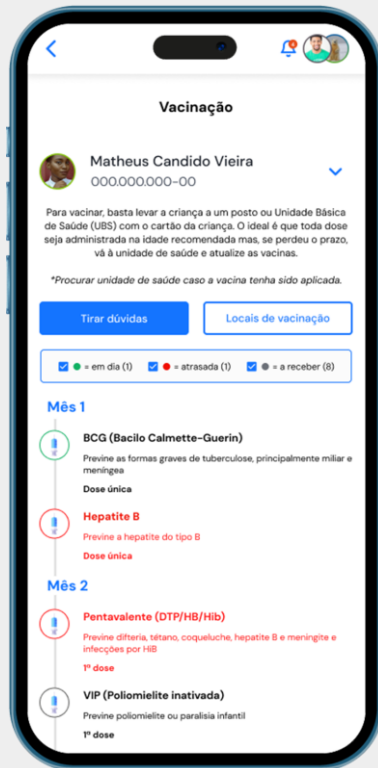 Vacinação
Matheus Candido Vieira
000.000.000-00
Para vacinar, basta levar a criança a um posto ou Unidade Básica
de Saúde (UBS) com o cartão da criança. O ideal é que toda dose
seja administrada na idade recomendada mas, se perdeu o prazo,
vá à unidade de saúde e atualize as vacinas.
*Procurar unidade de saúde caso a vacina tenha sido aplicada.
Tirar dúvidas
Locais de vacinação
= em dia (1) = atrasada (1) = a receber (8)
Mês 1
BCG (Bacilo Calmette-Guerin)
Previne as formas graves de tuberculose, principalmente miliar e
meníngea
Dose única
Hepatite B
Previne a hepatite do tipo B
Dose única
Mês 2
Pentavalente (DTP/HB/Hib)
Previne difteria, tétano, coqueluche, hepatite B e meningite e
infecções por HiB
1ª dose
VIP (Poliomielite inativada)
Previne poliomielite ou paralisia infantil
1ª dose